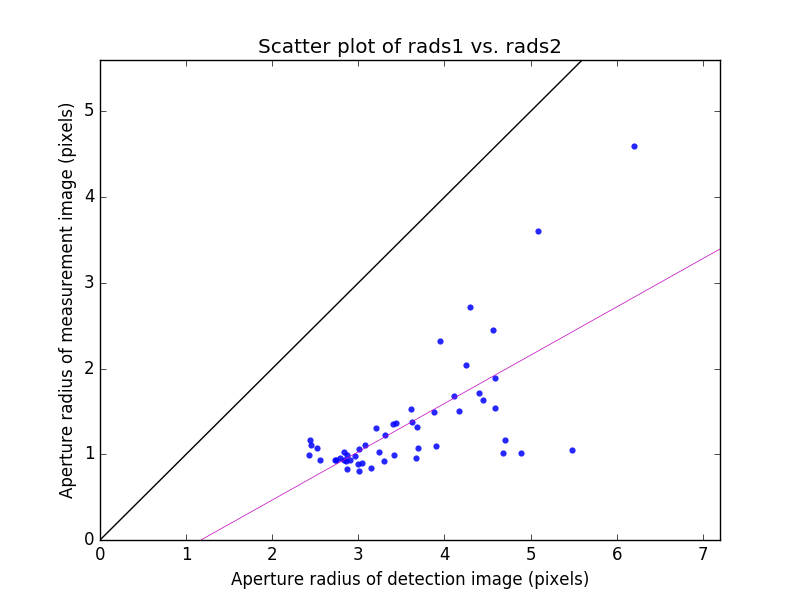 Scatter plot of rads1 vs. rads2
Aperture radius of measurement image (pixels)
5
4
3
2
1
0
0 1 2 3 4 5 6 7
Aperture radius of detection image (pixels)